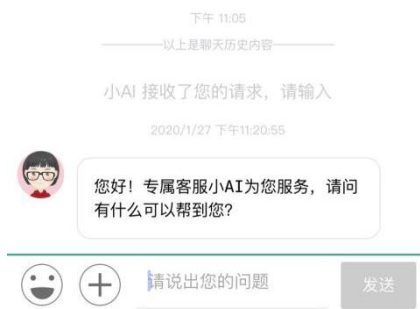 下午 11:05
以上是聊天历史内容
小AI 接收了您的请求，请输入
2020/1/27 下午11:20:55
您好！专属客服小AI为您服务，请问
有什么可以帮到您？
请说出您的问题
发送